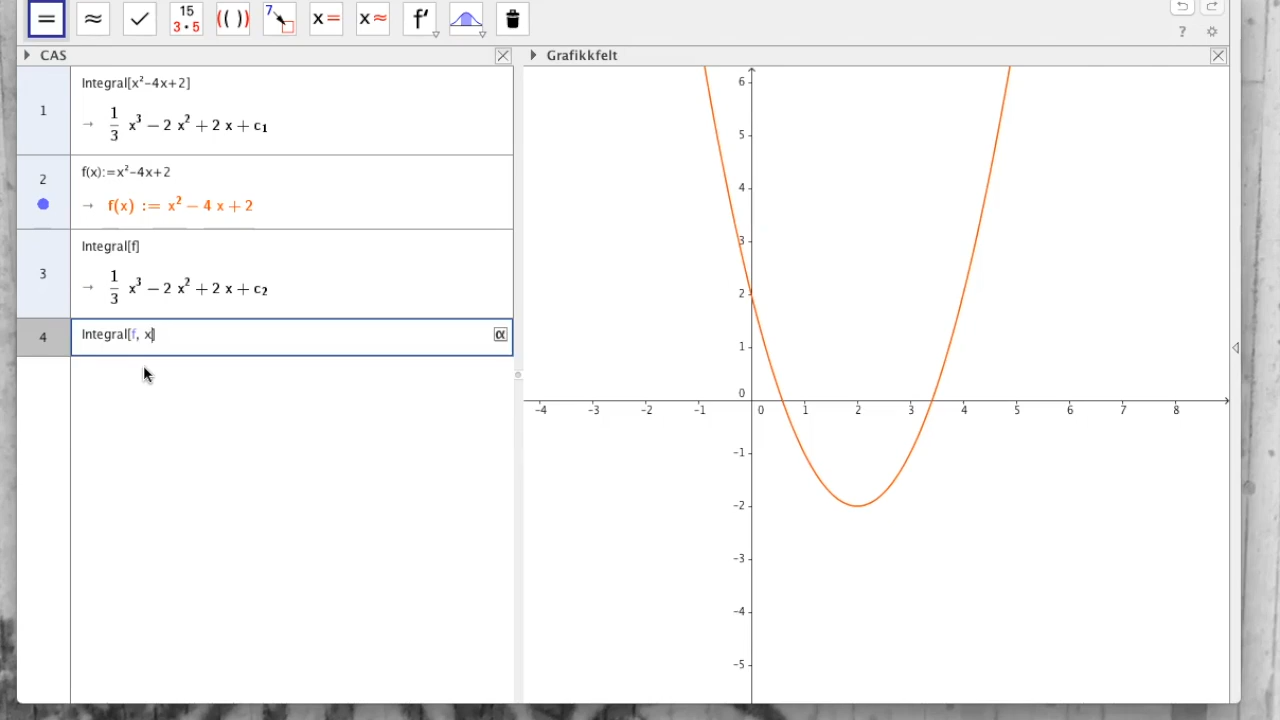 = ≈ ✓ 15 3·5 (( )) 7 x= x≈ f′
?
CAS
Grafikkfelt
1
Integral[x²–4x+2]
→ 1/3 x³ – 2 x² + 2 x + c₁
2
f(x):=x²–4x+2
→ f(x) := x² – 4 x + 2
3
Integral[f]
→ 1/3 x³ – 2 x² + 2 x + c₂
4
Integral[f, x]
α
6
5
4
3
2
1
0
-4 -3 -2 -1 0 1 2 3 4 5 6 7 8
-1
-2
-3
-4
-5